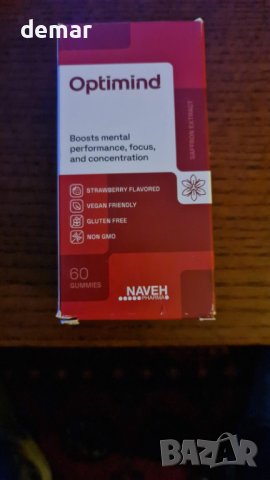 demar
Optimind
Boosts mental
performance, focus,
and concentration
SAFFRON EXTRACT
STRAWBERRY FLAVORED
VEGAN FRIENDLY
GLUTEN FREE
NON GMO
60
GUMMIES
NAVEH
PHARMA
BAZAR